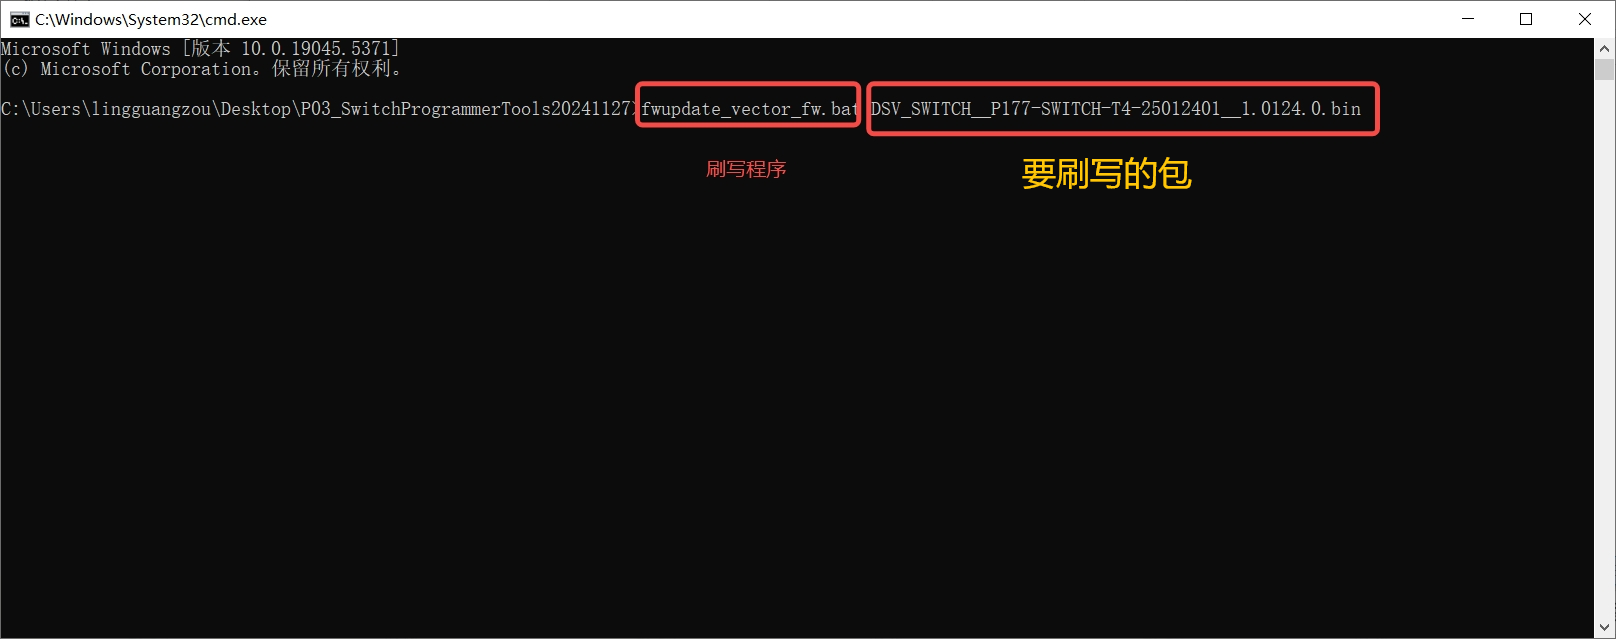 C:\Windows\System32\cmd.exe
Microsoft Windows [版本 10.0.19045.5371]
(c) Microsoft Corporation。保留所有权利。
C:\Users\lingguangzou\Desktop\P03_SwitchProgrammerTools20241127>fwupdate_vector_fw.bat DSV_SWITCH__P177-SWITCH-T4-25012401__1.0124.0.bin
刷写程序
要刷写的包